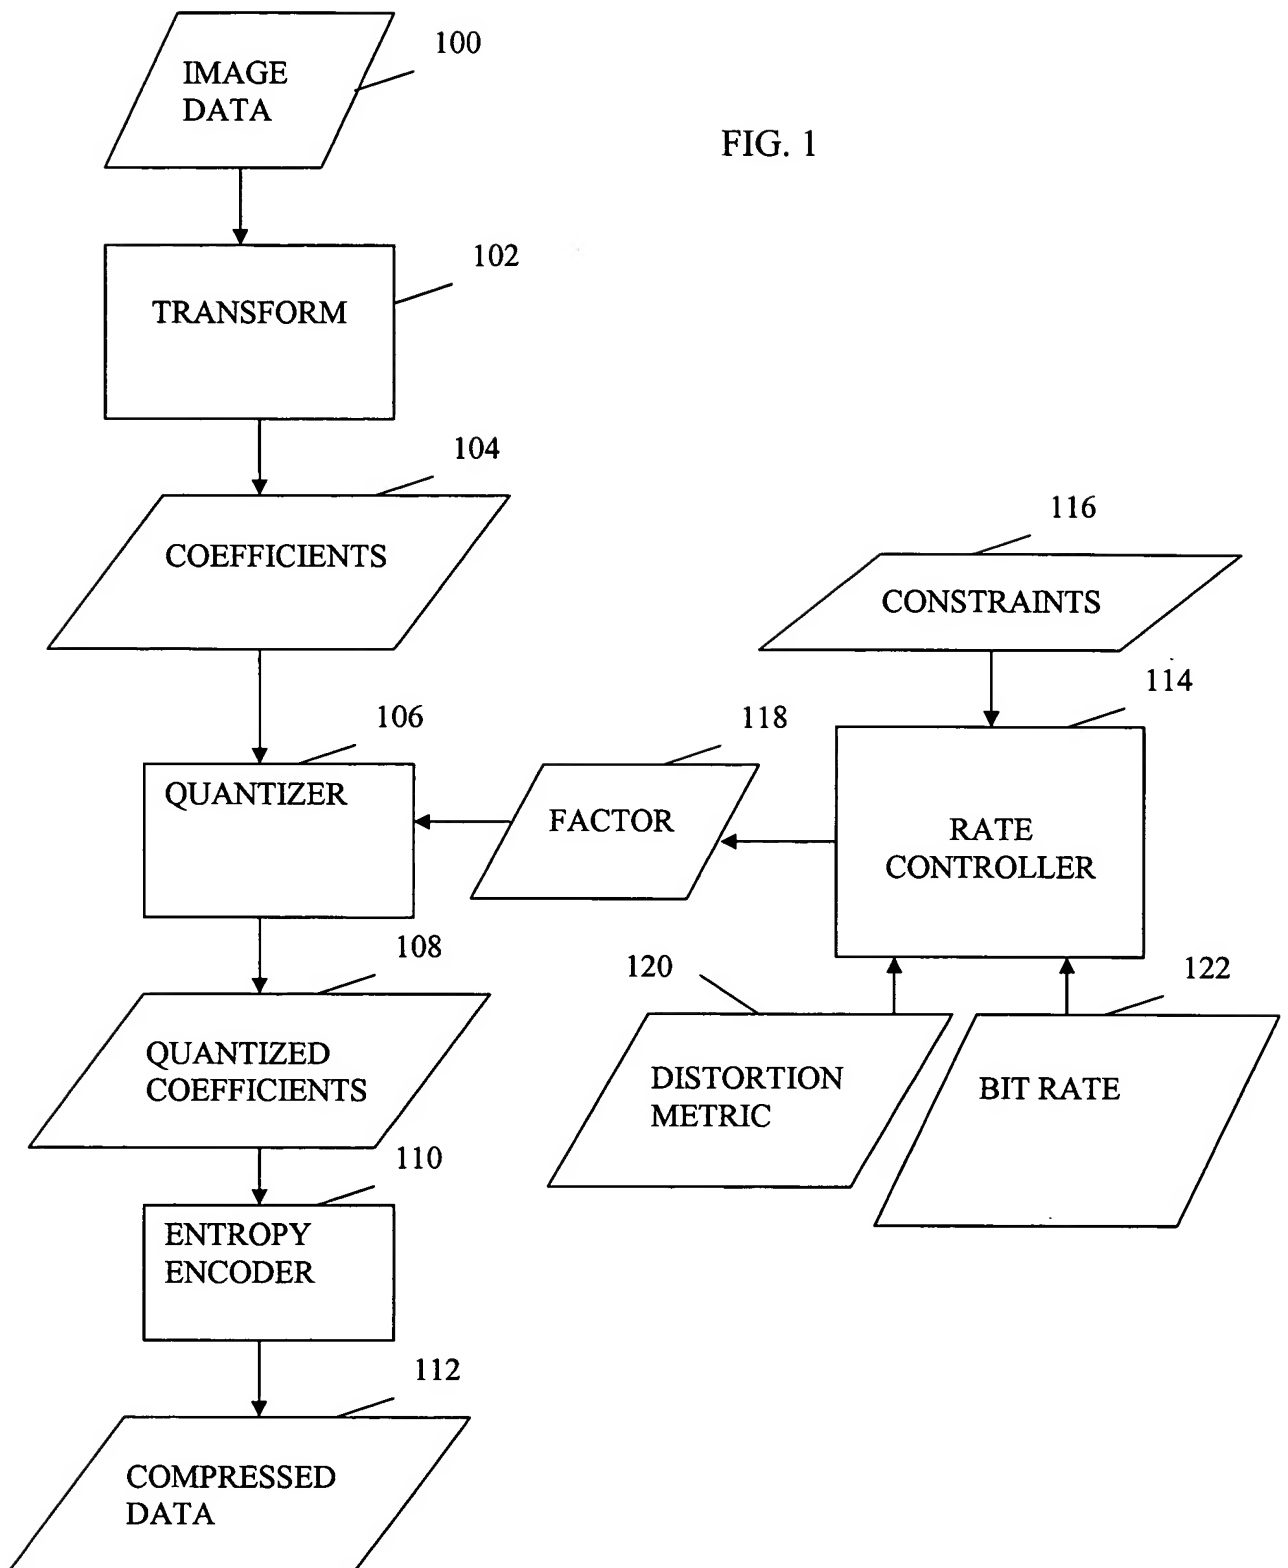 100
IMAGE
DATA
FIG. 1
102
TRANSFORM
104
COEFFICIENTS
116
CONSTRAINTS
114
106
118
QUANTIZER
FACTOR
RATE
CONTROLLER
108
120
122
QUANTIZED
COEFFICIENTS
DISTORTION
METRIC
BIT RATE
110
ENTROPY
ENCODER
112
COMPRESSED
DATA